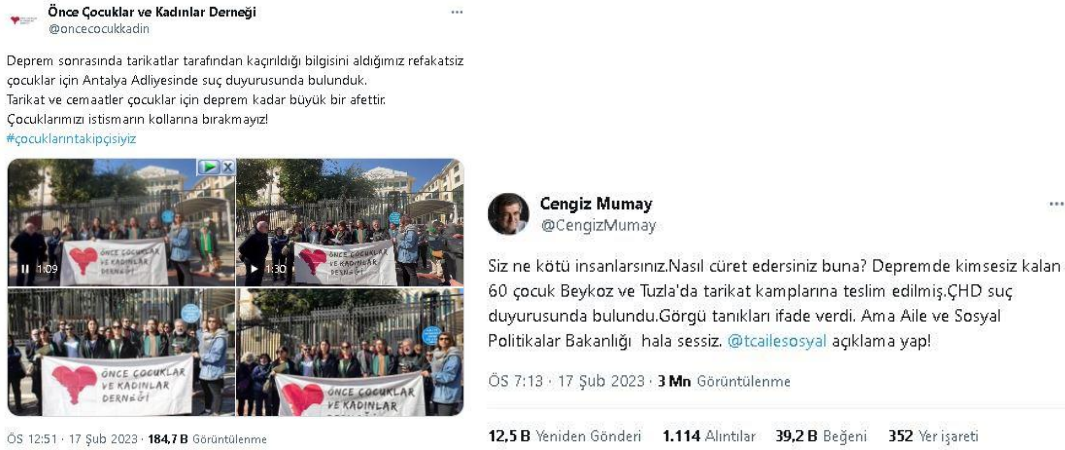 Önce Çocuklar ve Kadınlar Derneği
@oncecocukkadin
Deprem sonrasında tarikatlar tarafından kaçırıldığı bilgisini aldığımız refakatsiz
çocuklar için Antalya Adliyesinde suç duyurusunda bulunduk.
Tarikat ve cemaatler çocuklar için deprem kadar büyük bir afettir.
Çocuklarımızı istismarın kollarına bırakmayız!
#çocuklarıntakipçisiyiz
1:09
ÖNCE ÇOCUKLAR
VE KADINLAR
DERNEĞİ
1:30
ÖNCE ÇOCUKLAR
VE KADINLAR
DERNEĞİ
ÖNCE ÇOCUKLAR
VE KADINLAR
DERNEĞİ
ÖNCE ÇOCUKLAR
VE KADINLAR
DERNEĞİ
ÖS 12:51 · 17 Şub 2023 · 184,7 B Görüntülenme
Cengiz Mumay
@CengizMumay
Siz ne kötü insanlarsınız.Nasıl cüret edersiniz buna? Depremde kimsesiz kalan
60 çocuk Beykoz ve Tuzla'da tarikat kamplarına teslim edilmiş.ÇHD suç
duyurusunda bulundu.Görgü tanıkları ifade verdi. Ama Aile ve Sosyal
Politikalar Bakanlığı hala sessiz. @tcailesosyal açıklama yap!
ÖS 7:13 · 17 Şub 2023 · 3 Mn Görüntülenme
12,5 B Yeniden Gönderi 1.114 Alıntılar 39,2 B Beğeni 352 Yer işareti